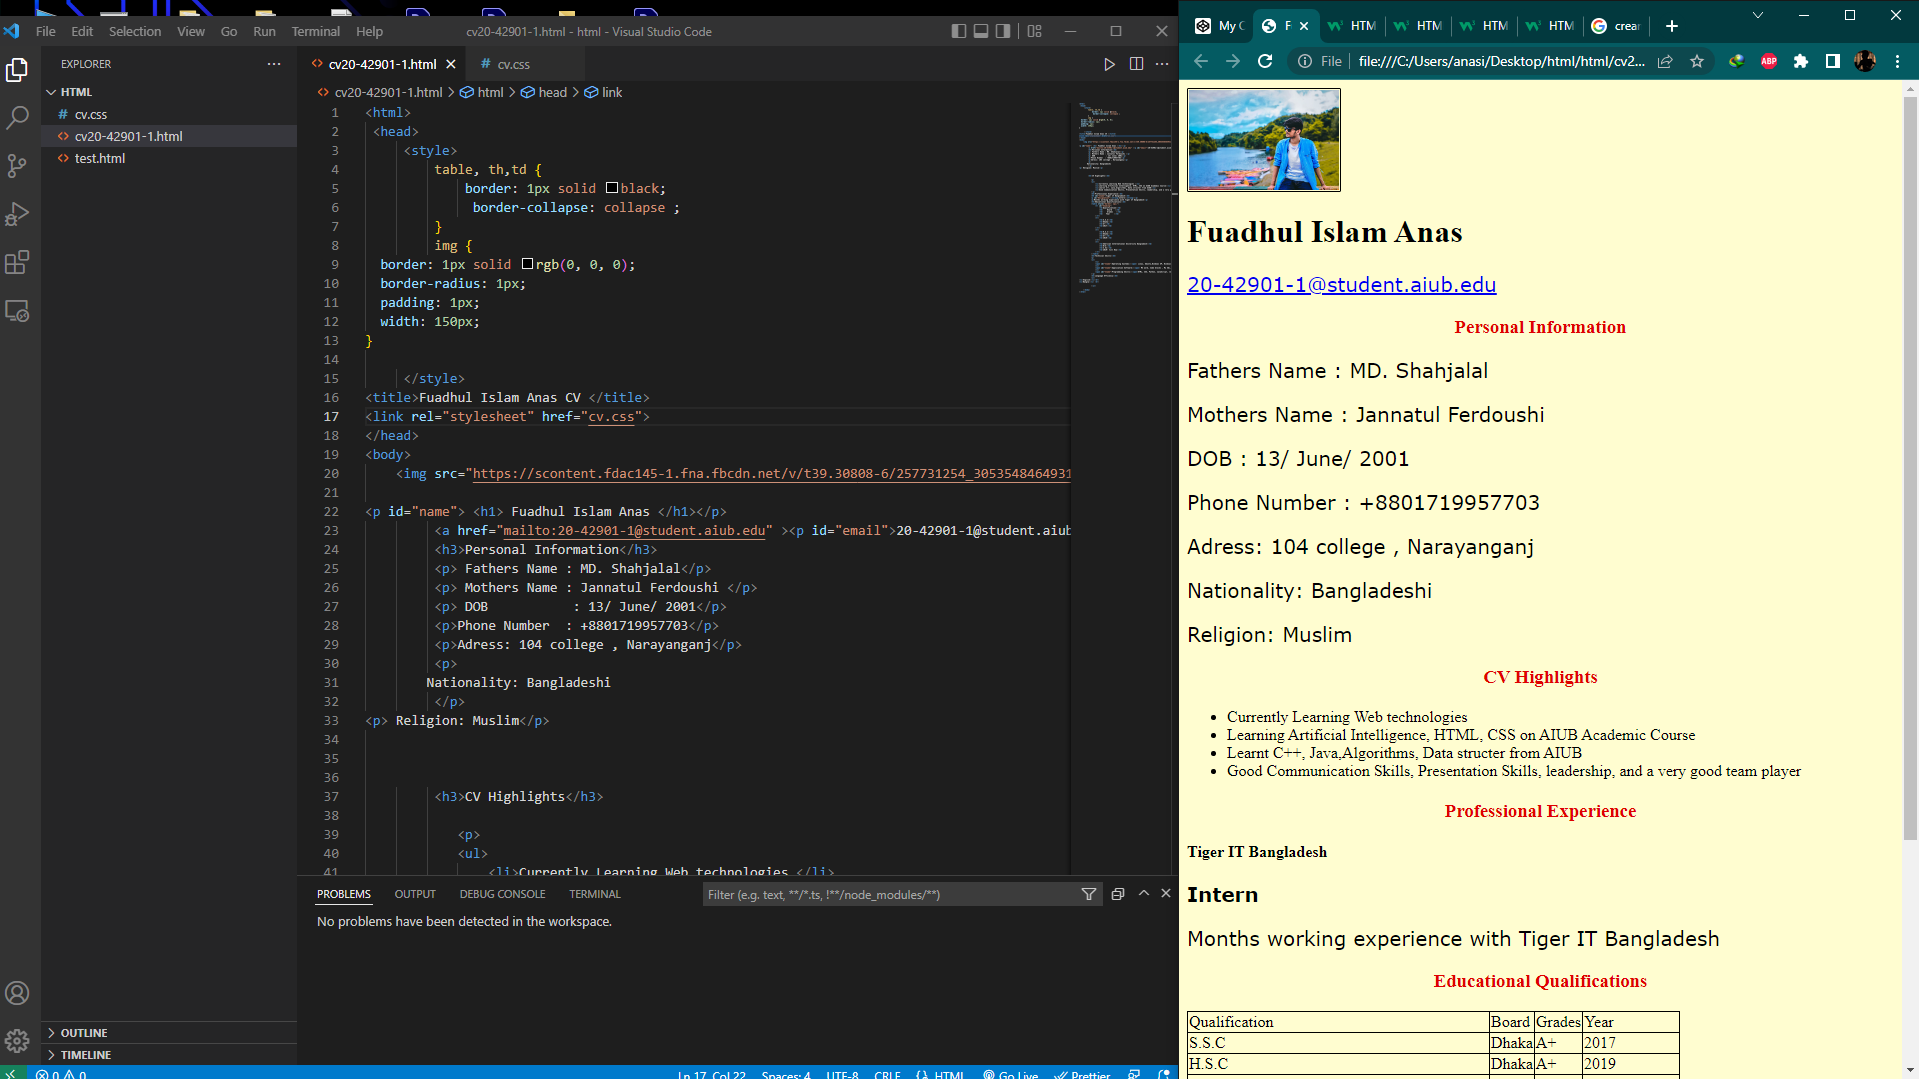 File Edit Selection View Go Run Terminal Help
cv20-42901-1.html - html - Visual Studio Code
EXPLORER
HTML
# cv.css
cv20-42901-1.html
test.html
OUTLINE
TIMELINE
cv20-42901-1.html
# cv.css
cv20-42901-1.html > html > head > link
1 <html>
2 <head>
3 <style>
4 table, th,td {
5 border: 1px solid black;
6 border-collapse: collapse ;
7 }
8 img {
9 border: 1px solid rgb(0, 0, 0);
10 border-radius: 1px;
11 padding: 1px;
12 width: 150px;
13 }
14
15 </style>
16 <title>Fuadhul Islam Anas CV </title>
17 <link rel="stylesheet" href="cv.css">
18 </head>
19 <body>
20 <img src="https://scontent.fdac145-1.fna.fbcdn.net/v/t39.30808-6/257731254_3053548464931
21
22 <p id="name"> <h1> Fuadhul Islam Anas </h1></p>
23 <a href="mailto:20-42901-1@student.aiub.edu" ><p id="email">20-42901-1@student.aiub
24 <h3>Personal Information</h3>
25 <p> Fathers Name : MD. Shahjalal</p>
26 <p> Mothers Name : Jannatul Ferdoushi </p>
27 <p> DOB : 13/ June/ 2001</p>
28 <p>Phone Number : +8801719957703</p>
29 <p>Adress: 104 college , Narayanganj</p>
30 <p>
31 Nationality: Bangladeshi
32 </p>
33 <p> Religion: Muslim</p>
34
35
36
37 <h3>CV Highlights</h3>
38
39 <p>
40 <ul>
41 <li>Currently Learning Web technologies </li>
PROBLEMS OUTPUT DEBUG CONSOLE TERMINAL
Filter (e.g. text, **/*.ts, !**/node_modules/**)
No problems have been detected in the workspace.
0 0
Ln 17, Col 22 Spaces: 4 UTF-8 CRLF {} HTML Go Live Prettier
My C
F
HTM
HTM
HTM
HTM
crear
File file:///C:/Users/anasi/Desktop/html/html/cv2...
ABP
Fuadhul Islam Anas
20-42901-1@student.aiub.edu
Personal Information
Fathers Name : MD. Shahjalal
Mothers Name : Jannatul Ferdoushi
DOB : 13/ June/ 2001
Phone Number : +8801719957703
Adress: 104 college , Narayanganj
Nationality: Bangladeshi
Religion: Muslim
CV Highlights
• Currently Learning Web technologies
• Learning Artificial Intelligence, HTML, CSS on AIUB Academic Course
• Learnt C++, Java,Algorithms, Data structer from AIUB
• Good Communication Skills, Presentation Skills, leadership, and a very good team player
Professional Experience
Tiger IT Bangladesh
Intern
Months working experience with Tiger IT Bangladesh
Educational Qualifications
Qualification Board Grades Year
S.S.C Dhaka A+ 2017
H.S.C Dhaka A+ 2019